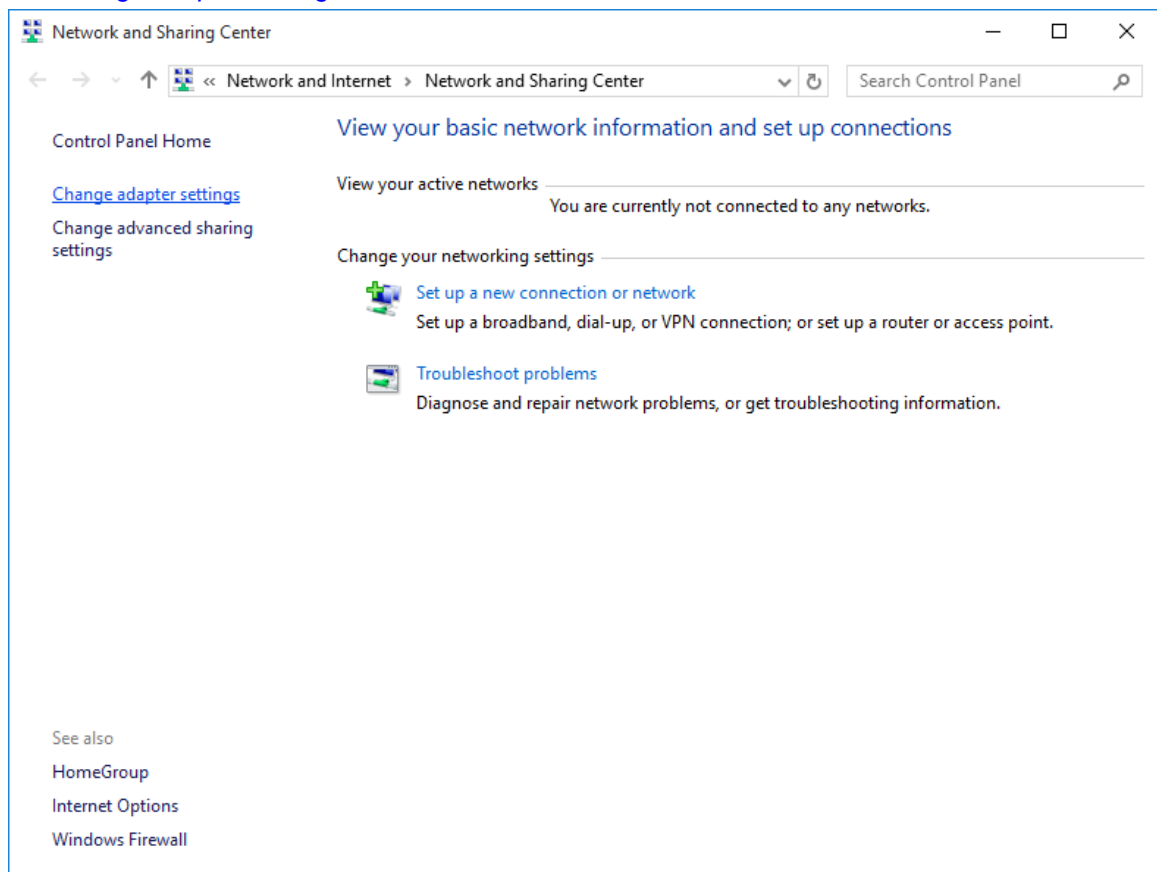 Network and Sharing Center
« Network and Internet > Network and Sharing Center
Search Control Panel
Control Panel Home
Change adapter settings
Change advanced sharing
settings
View your basic network information and set up connections
View your active networks
You are currently not connected to any networks.
Change your networking settings
Set up a new connection or network
Set up a broadband, dial-up, or VPN connection; or set up a router or access point.
Troubleshoot problems
Diagnose and repair network problems, or get troubleshooting information.
See also
HomeGroup
Internet Options
Windows Firewall